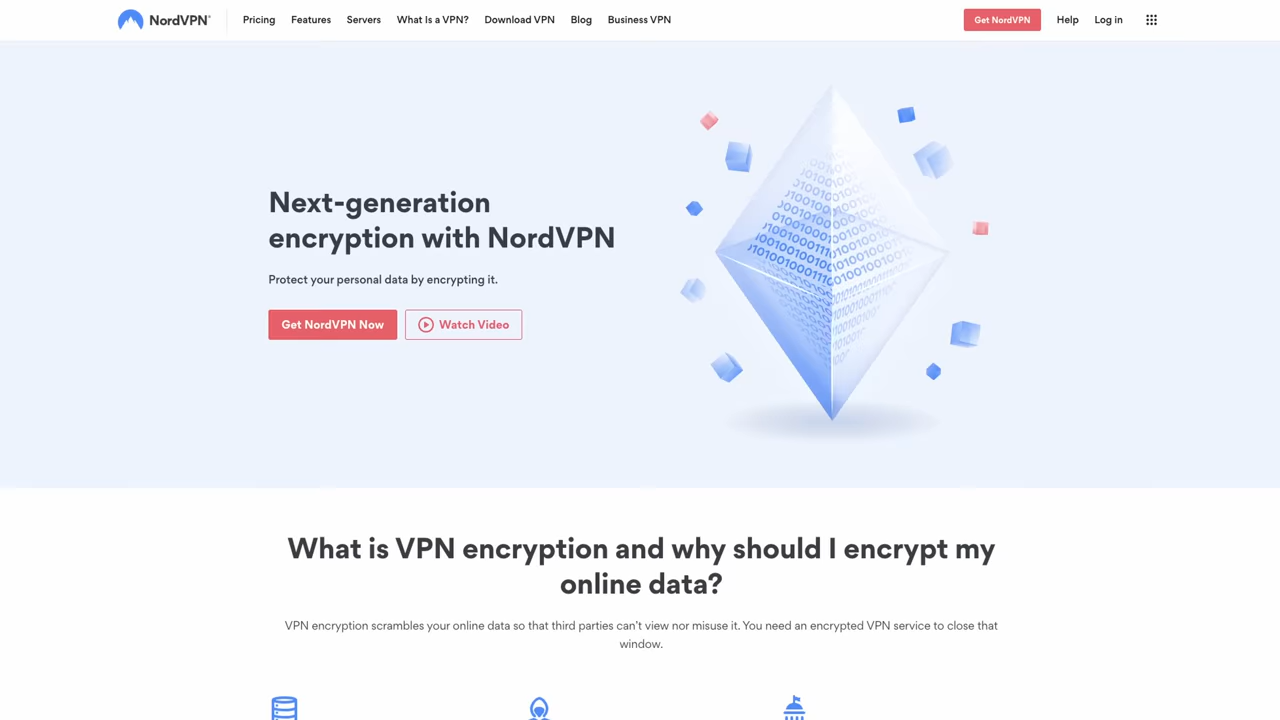 NordVPN®
Pricing
Features
Servers
What Is a VPN?
Download VPN
Blog
Business VPN
Get NordVPN
Help
Log in
Next-generation
encryption with NordVPN
Protect your personal data by encrypting it.
Get NordVPN Now
Watch Video
What is VPN encryption and why should I encrypt my
online data?
VPN encryption scrambles your online data so that third parties can't view nor misuse it. You need an encrypted VPN service to close that
window.